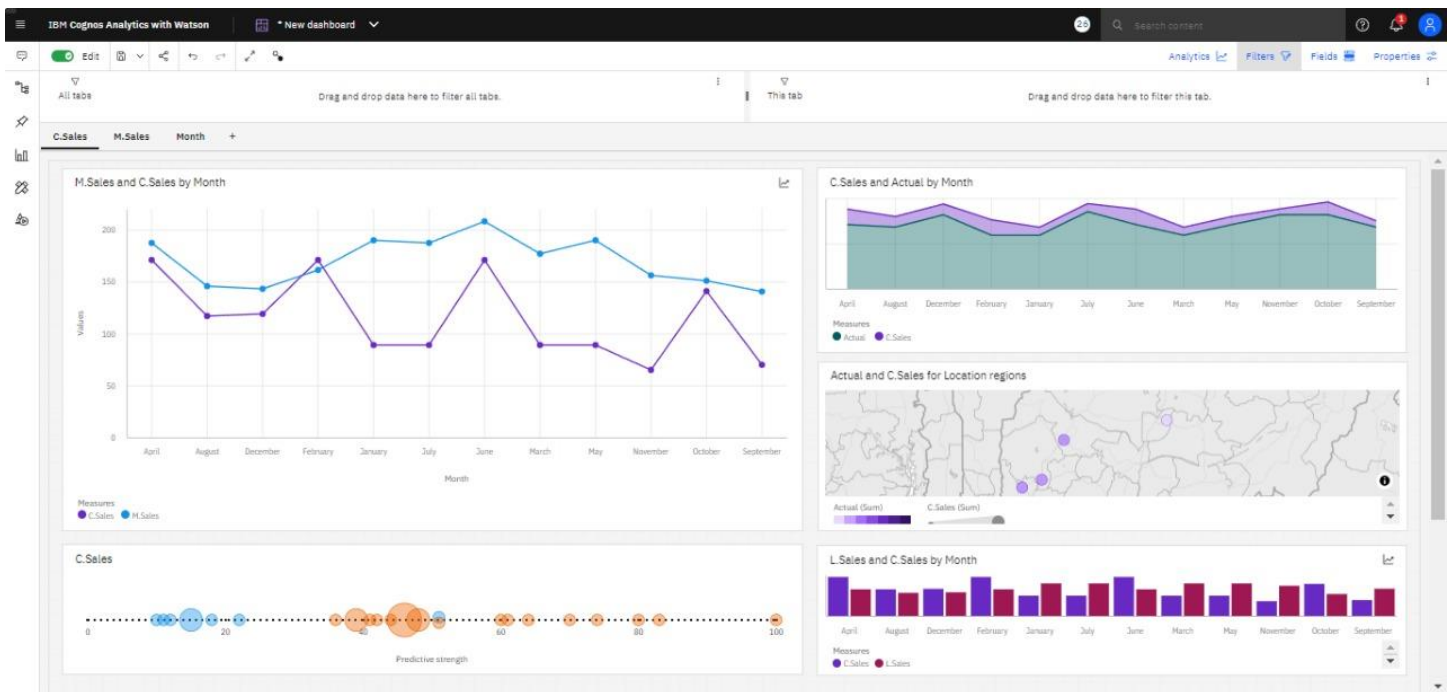 IBM Cognos Analytics with Watson
* New dashboard
26
Search content
Edit
Analytics
Filters
Fields
Properties
All tabs
Drag and drop data here to filter all tabs.
This tab
Drag and drop data here to filter this tab.
C.Sales M.Sales Month +
M.Sales and C.Sales by Month
200
150
100
50
0
Values
April August December February January July June March May November October September
Month
Measures
C.Sales M.Sales
C.Sales and Actual by Month
April August December February January July June March May November October September
Measures
Actual C.Sales
Actual and C.Sales for Location regions
Actual (Sum) C.Sales (Sum)
C.Sales
0 20 40 60 80 100
Predictive strength
L.Sales and C.Sales by Month
April August December February January July June March May November October September
Measures
C.Sales L.Sales